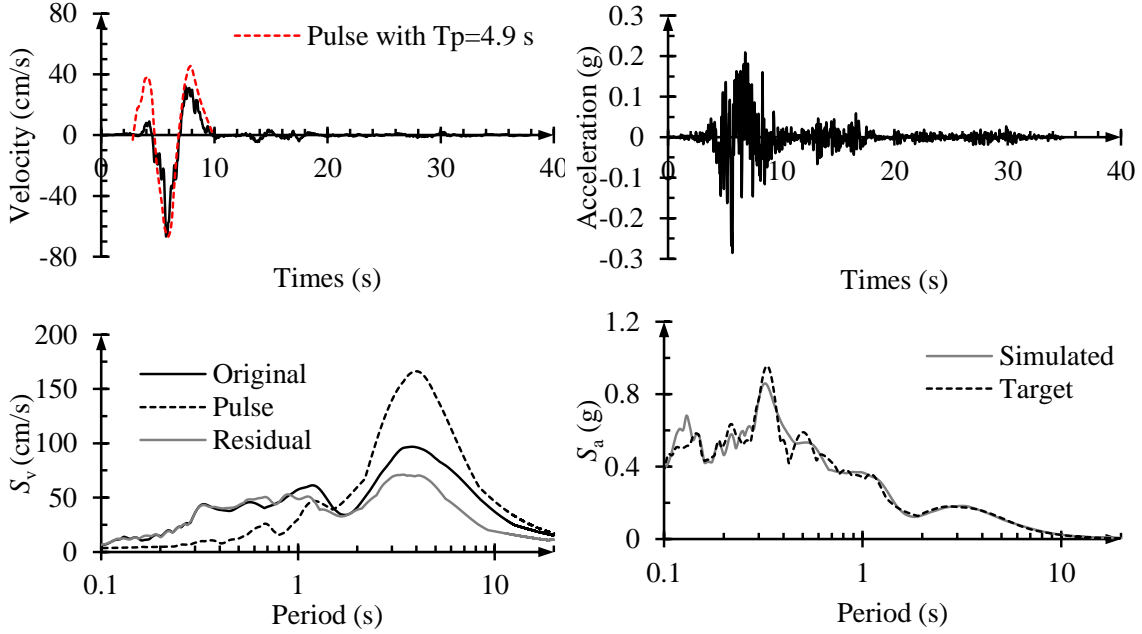 80
40
0
-40
-80
Velocity (cm/s)
0
10
20
30
40
Times (s)
Pulse with Tp=4.9 s
0.3
0.2
0.1
0
-0.1
-0.2
-0.3
Acceleration (g)
0
10
20
30
40
Times (s)
200
150
100
50
0
Sv (cm/s)
Original
Pulse
Residual
0.1
1
10
Period (s)
1.2
0.8
0.4
0
Sa (g)
Simulated
Target
0.1
1
10
Period (s)